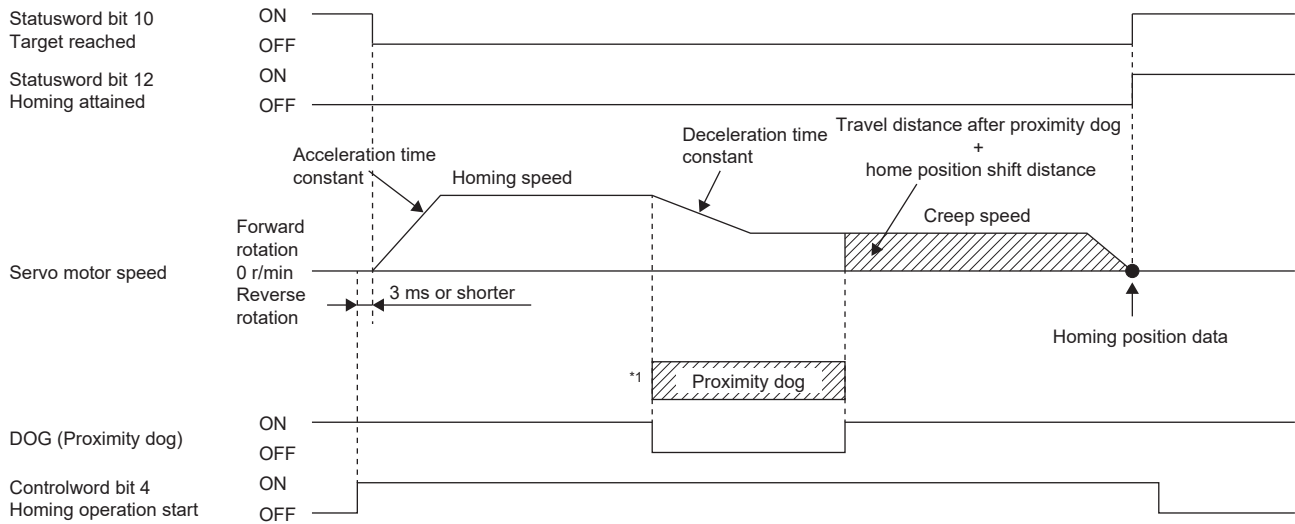 Statusword bit 10
Target reached
ON
OFF
Statusword bit 12
Homing attained
ON
OFF
Acceleration time
constant
Homing speed
Deceleration time
constant
Travel distance after proximity dog
+
home position shift distance
Creep speed
Servo motor speed
Forward
rotation
0 r/min
Reverse
rotation
3 ms or shorter
Homing position data
*1
Proximity dog
DOG (Proximity dog)
ON
OFF
Controlword bit 4
Homing operation start
ON
OFF